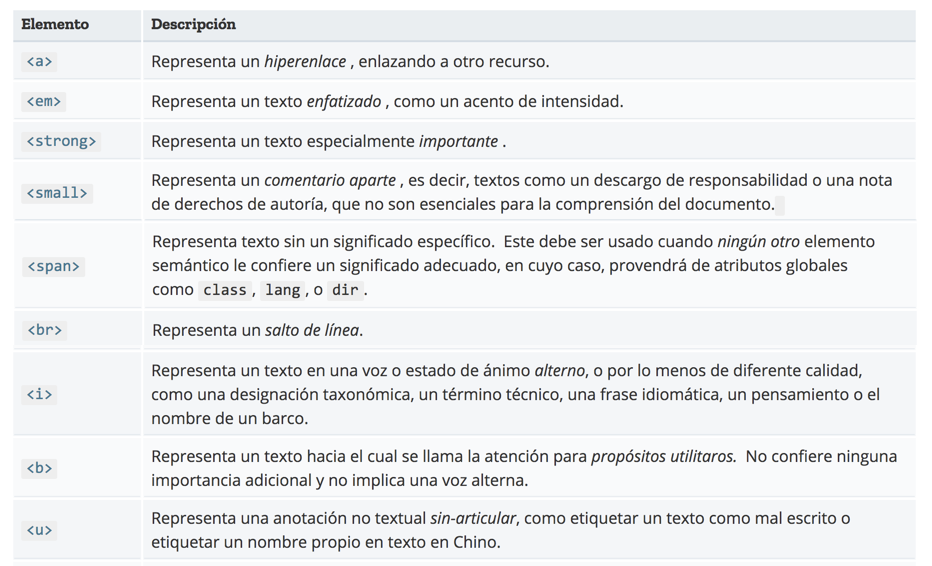 Elemento Descripción
<a> Representa un hiperenlace , enlazando a otro recurso.
<em> Representa un texto enfatizado , como un acento de intensidad.
<strong> Representa un texto especialmente importante .
<small> Representa un comentario aparte , es decir, textos como un descargo de responsabilidad o una nota
de derechos de autoría, que no son esenciales para la comprensión del documento.
<span> Representa texto sin un significado específico. Este debe ser usado cuando ningún otro elemento
semántico le confiere un significado adecuado, en cuyo caso, provendrá de atributos globales
como class , lang , o dir .
<br> Representa un salto de línea.
<i> Representa un texto en una voz o estado de ánimo alterno, o por lo menos de diferente calidad,
como una designación taxonómica, un término técnico, una frase idiomática, un pensamiento o el
nombre de un barco.
<b> Representa un texto hacia el cual se llama la atención para propósitos utilitaros. No confiere ninguna
importancia adicional y no implica una voz alterna.
<u> Representa una anotación no textual sin-articular, como etiquetar un texto como mal escrito o
etiquetar un nombre propio en texto en Chino.